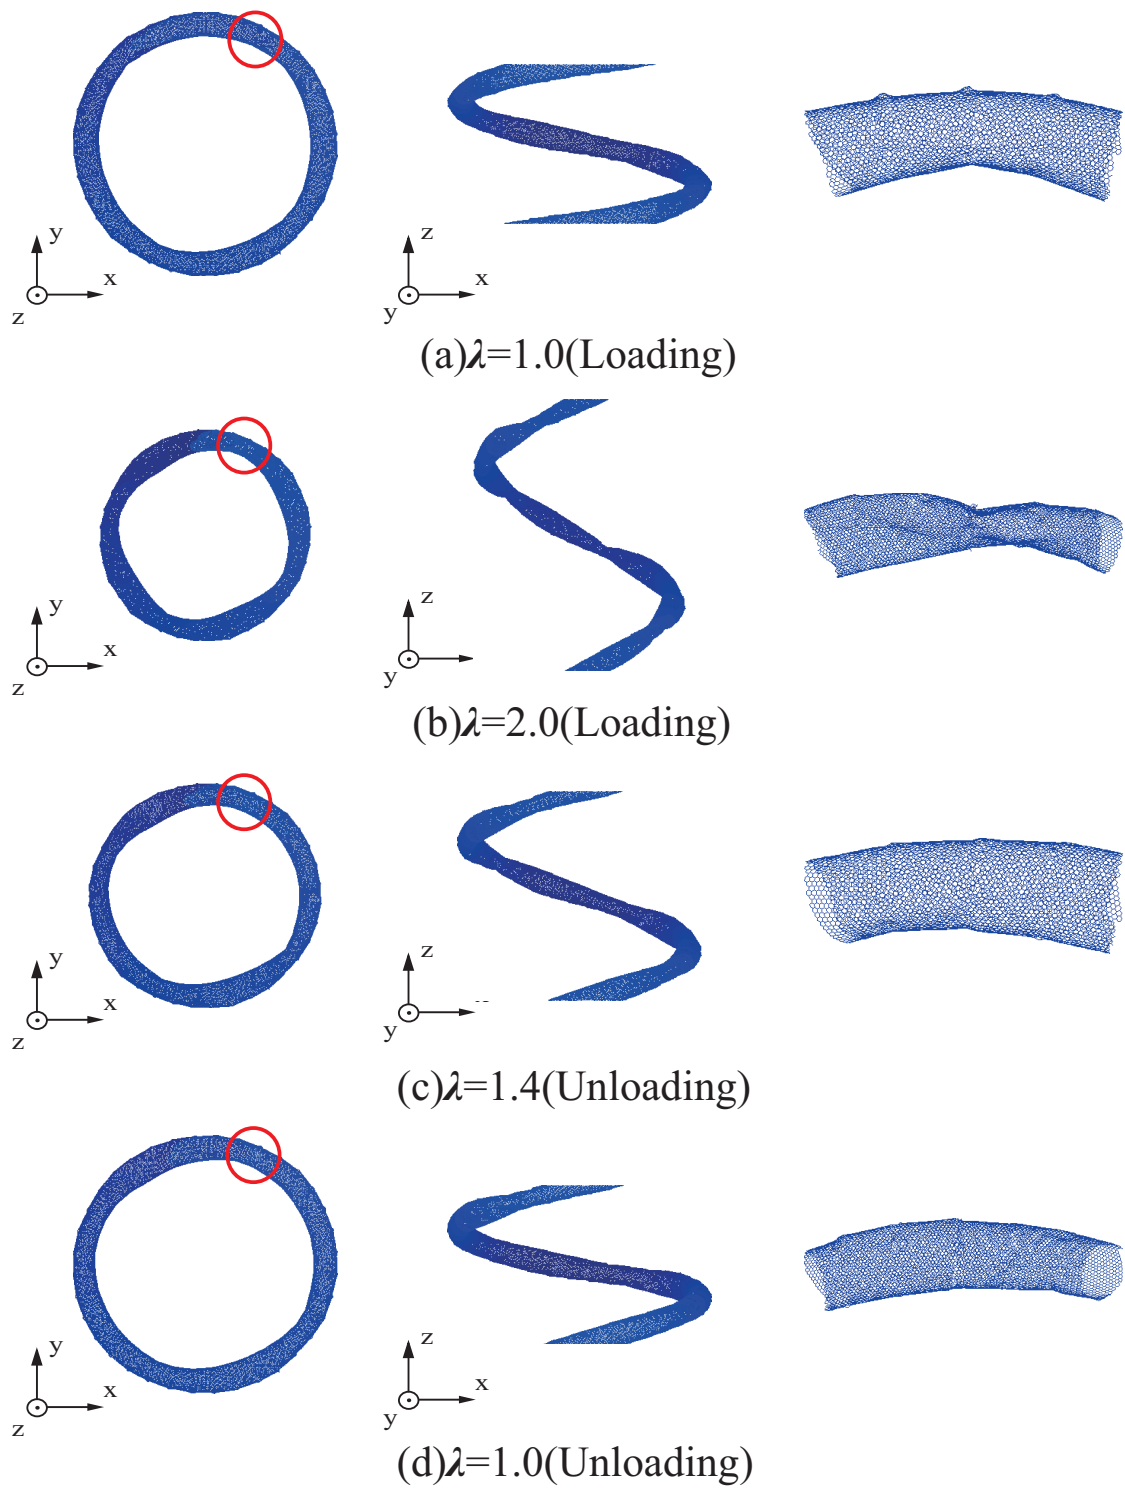 y
x
z
z
x
y
(a)λ=1.0(Loading)
y
x
z
z
y
(b)λ=2.0(Loading)
y
x
z
z
y
(c)λ=1.4(Unloading)
y
x
z
z
x
y
(d)λ=1.0(Unloading)